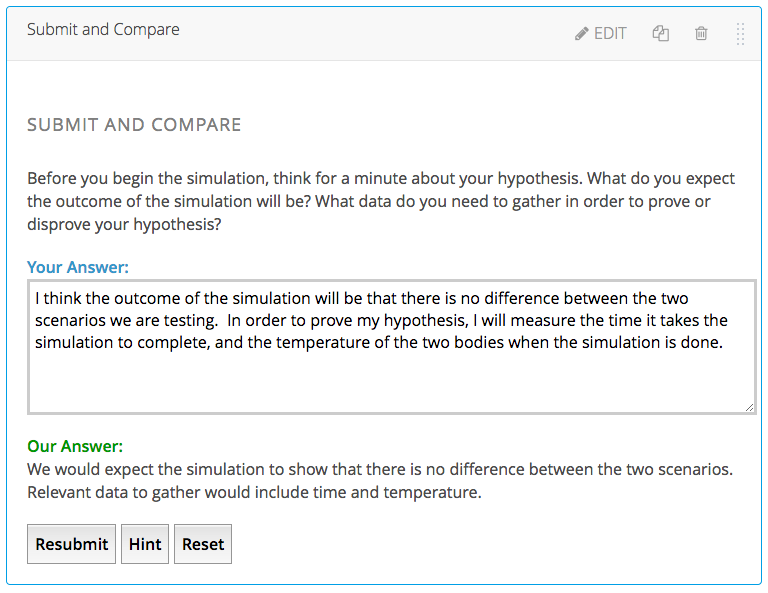 Submit and Compare
EDIT
SUBMIT AND COMPARE
Before you begin the simulation, think for a minute about your hypothesis. What do you expect
the outcome of the simulation will be? What data do you need to gather in order to prove or
disprove your hypothesis?
Your Answer:
I think the outcome of the simulation will be that there is no difference between the two
scenarios we are testing.  In order to prove my hypothesis, I will measure the time it takes the
simulation to complete, and the temperature of the two bodies when the simulation is done.
Our Answer:
We would expect the simulation to show that there is no difference between the two scenarios.
Relevant data to gather would include time and temperature.
Resubmit Hint Reset